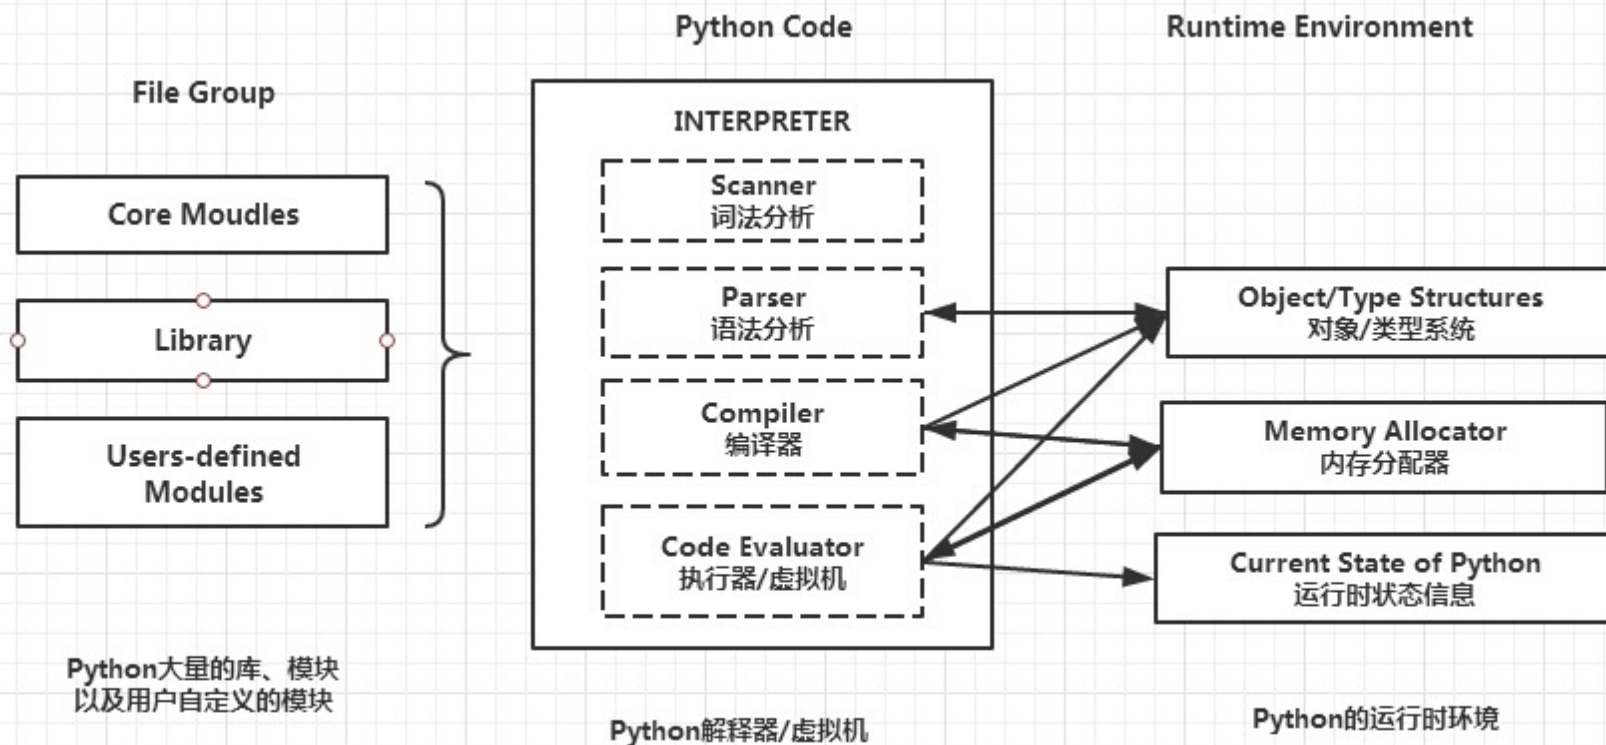 File Group
Core Moudles
Library
Users-defined
Modules
Python大量的库、模块
以及用户自定义的模块
Python Code
INTERPRETER
Scanner
词法分析
Parser
语法分析
Compiler
编译器
Code Evaluator
执行器/虚拟机
Python解释器/虚拟机
Runtime Environment
Object/Type Structures
对象/类型系统
Memory Allocator
内存分配器
Current State of Python
运行时状态信息
Python的运行时环境